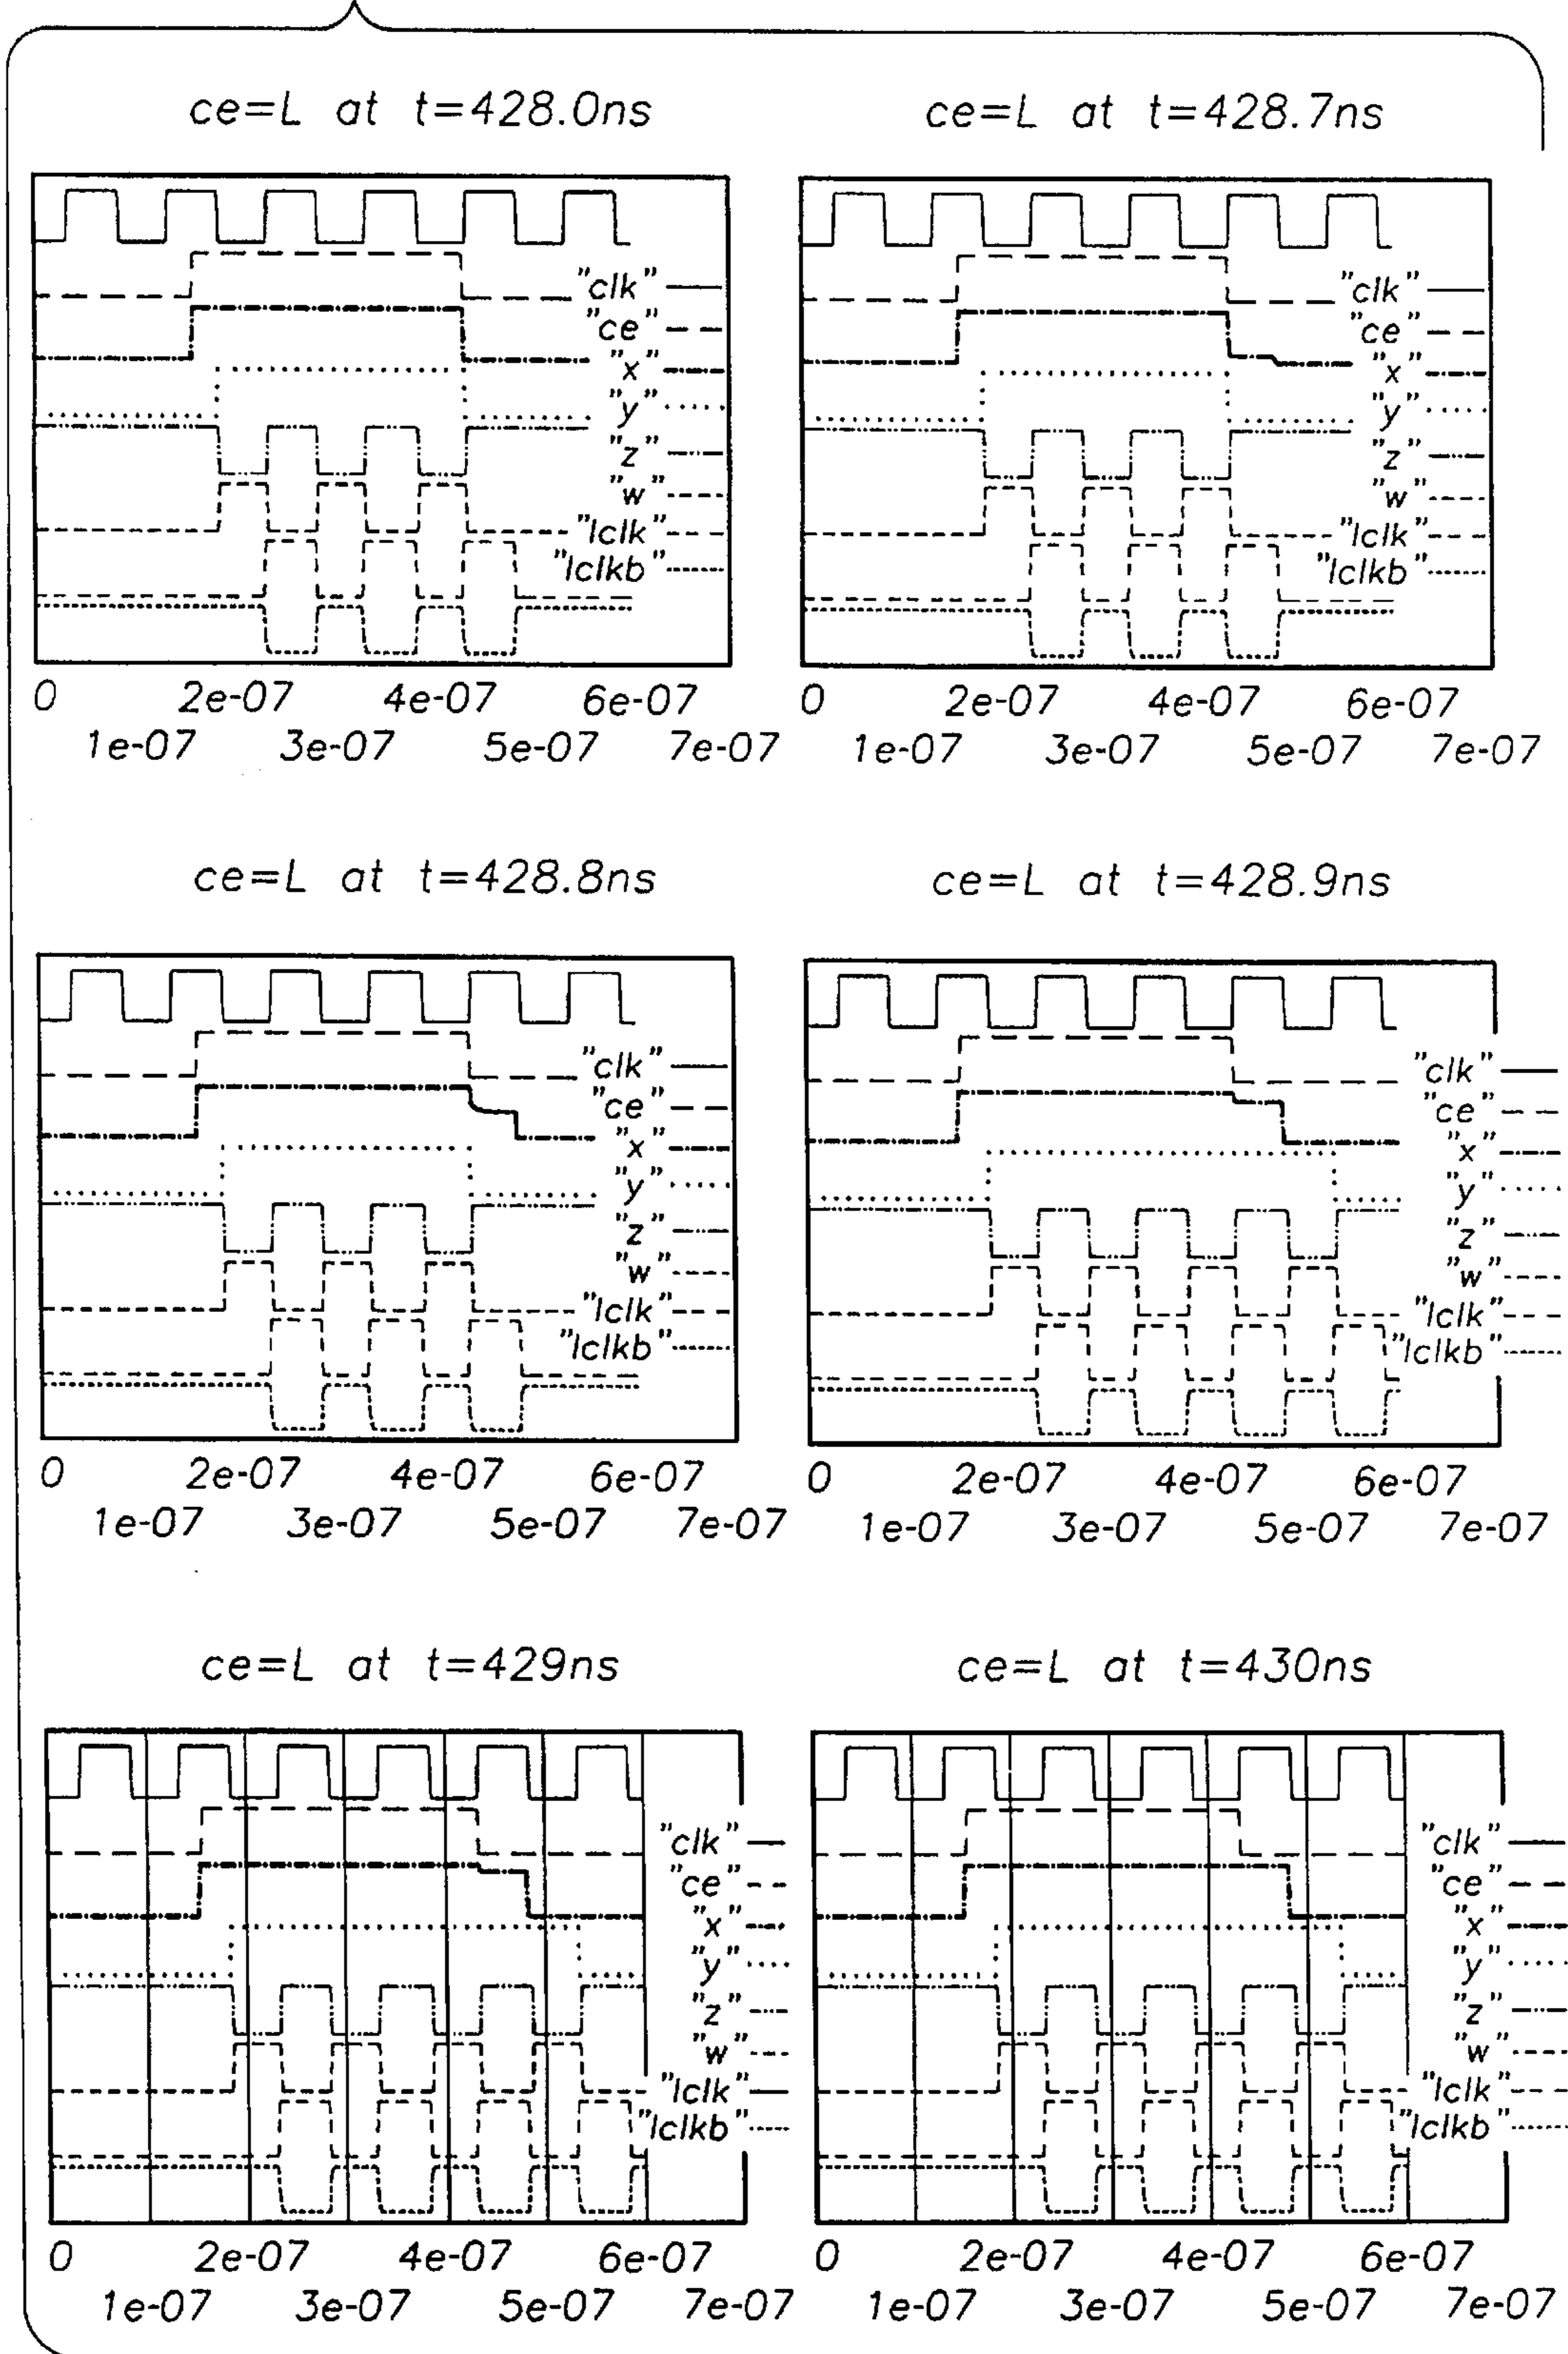 ce=L at t=428.0ns
"clk"
"ce"
"x"
"y"
"z"
"w"
"lclk"
"lclkb"
0 2e-07 4e-07 6e-07
1e-07 3e-07 5e-07 7e-07
ce=L at t=428.7ns
"clk"
"ce"
"x"
"y"
"z"
"w"
"lclk"
"lclkb"
0 2e-07 4e-07 6e-07
1e-07 3e-07 5e-07 7e-07
ce=L at t=428.8ns
"clk"
"ce"
"x"
"y"
"z"
"w"
"lclk"
"lclkb"
0 2e-07 4e-07 6e-07
1e-07 3e-07 5e-07 7e-07
ce=L at t=428.9ns
"clk"
"ce"
"x"
"y"
"z"
"w"
"lclk"
"lclkb"
0 2e-07 4e-07 6e-07
1e-07 3e-07 5e-07 7e-07
ce=L at t=429ns
"clk"
"ce"
"x"
"y"
"z"
"w"
"lclk"
"lclkb"
0 2e-07 4e-07 6e-07
1e-07 3e-07 5e-07 7e-07
ce=L at t=430ns
"clk"
"ce"
"x"
"y"
"z"
"w"
"lclk"
"lclkb"
0 2e-07 4e-07 6e-07
1e-07 3e-07 5e-07 7e-07